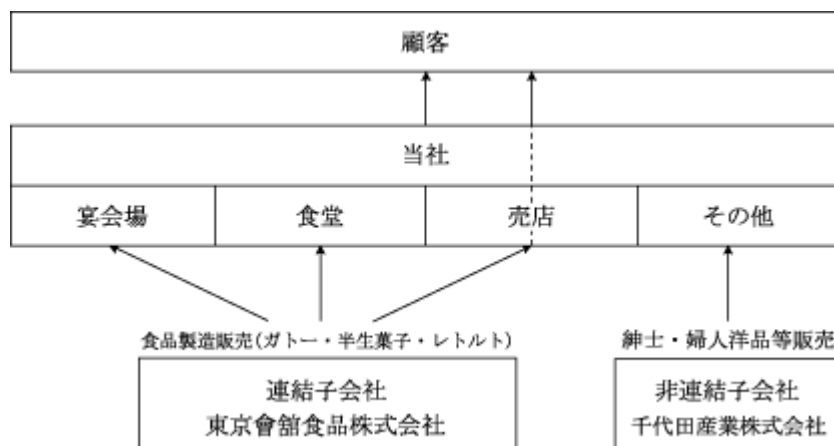 顧客
当社
宴会場
食堂
売店
その他
食品製造販売(ガトー・半生菓子・レトルト)
紳士・婦人洋品等販売
連結子会社
東京會舘食品株式会社
非連結子会社
千代田産業株式会社